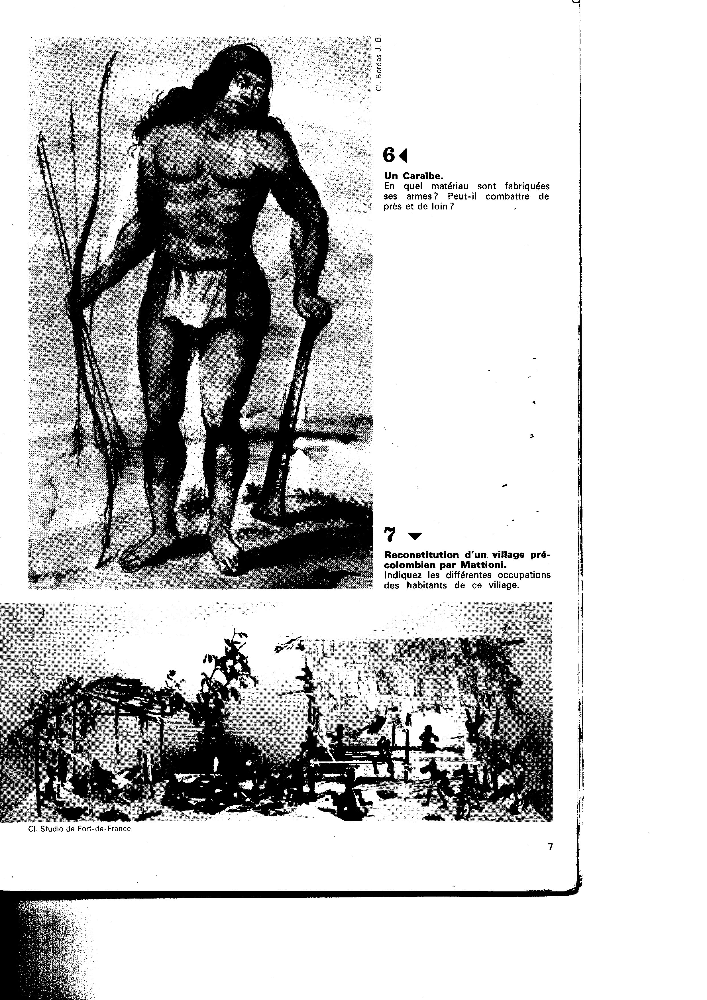 Cl. Bordas J. B.
6
Un Caraïbe.
En quel matériau sont fabriquées
ses armes? Peut-il combattre de
près et de loin?
7
Reconstitution d'un village pré-
colombien par Mattioni.
Indiquez les différentes occupations
des habitants de ce village.
Cl. Studio de Fort-de-France
7